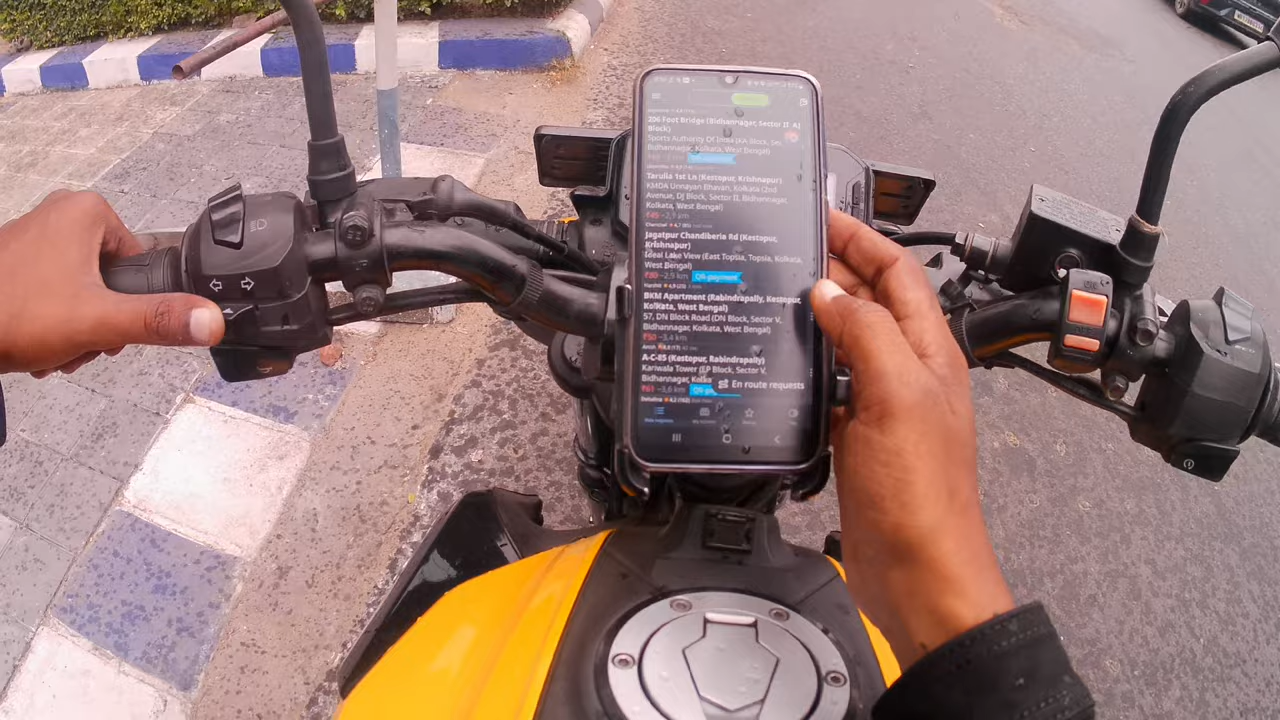 206 Foot Bridge (Bidhannagar, Sector II AJ
Block)
Sports Authority Of India (KA Block, Sec
Bidhannagar, Kolkata, West Bengal)
Tarulia 1st Ln (Kestopur, Krishnapur)
KMDA Unnayan Bhavan, Kolkata (2nd
Avenue, DJ Block, Sector II, Bidhannagar,
Kolkata, West Bengal)
₹45 ~2,9 km
Jagatpur Chandiberia Rd (Kestopur,
Krishnapur)
Ideal Lake View (East Topsia, Topsia, Kolkata,
West Bengal)
₹80 ~2,9 km QR-payment
BKM Apartment (Rabindrapally, Kestopur,
Kolkata, West Bengal)
57, DN Block Road (DN Block, Sector V,
Bidhannagar, Kolkata, West Bengal)
₹50 ~3,4 km
A-C-85 (Kestopur, Rabindrapally)
Kariwala Tower (EP Block, Sector V,
Bidhannagar,
₹61 ~3,6 km
En route requests